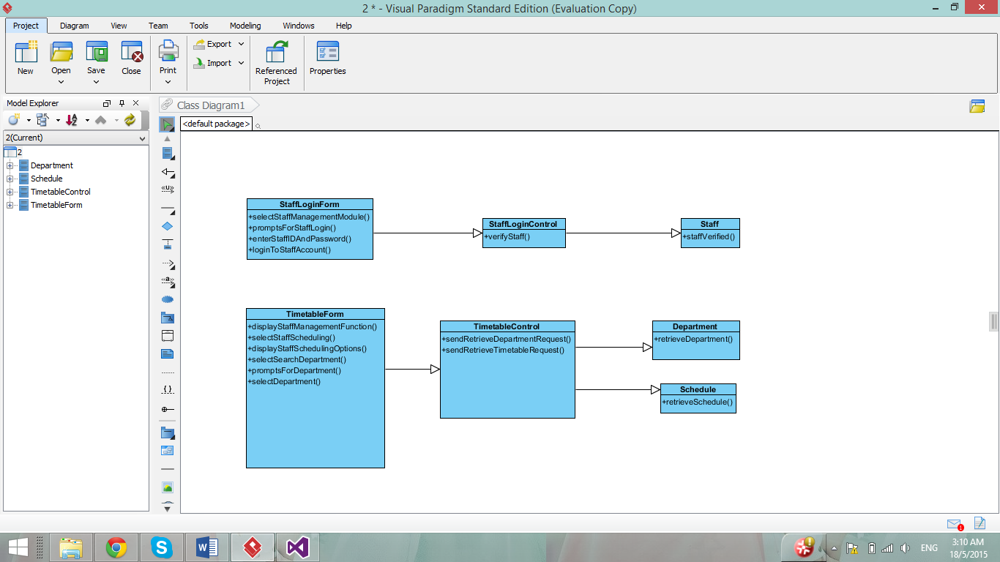 2 * - Visual Paradigm Standard Edition (Evaluation Copy)
Project Diagram View Team Tools Modeling Windows Help
New Open Save Close Print Export Import Referenced Project Properties
Model Explorer
2(Current)
2
Department
Schedule
TimetableControl
TimetableForm
Class Diagram1
<default package>
StaffLoginForm
+selectStaffManagementModule()
+promptsForStaffLogin()
+enterStaffIDAndPassword()
+loginToStaffAccount()
StaffLoginControl
+verifyStaff()
Staff
+staffVerified()
TimetableForm
+displayStaffManagementFunction()
+selectStaffScheduling()
+displayStaffSchedulingOptions()
+selectSearchDepartment()
+promptsForDepartment()
+selectDepartment()
TimetableControl
+sendRetrieveDepartmentRequest()
+sendRetrieveTimetableRequest()
Department
+retrieveDepartment()
Schedule
+retrieveSchedule()
ENG
3:10 AM
18/5/2015